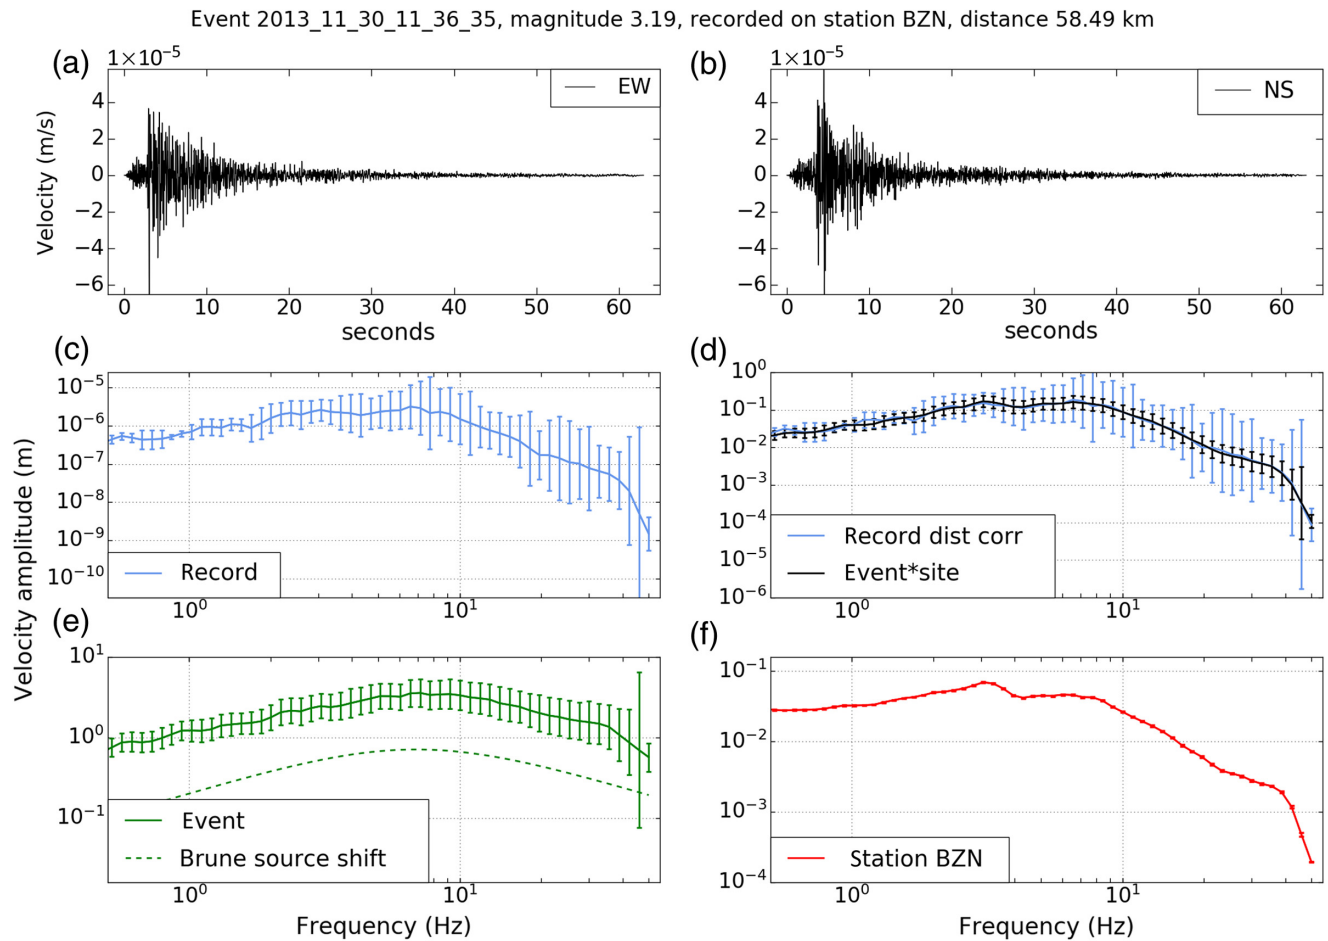 Event 2013_11_30_11_36_35, magnitude 3.19, recorded on station BZN, distance 58.49 km
(a)
1×10−5
EW
4
2
0
−2
−4
−6
Velocity (m/s)
0 10 20 30 40 50 60
seconds
(b)
1×10−5
NS
4
2
0
−2
−4
−6
0 10 20 30 40 50 60
seconds
(c)
10−5
10−6
10−7
10−8
10−9
10−10
Record
100 101
Velocity amplitude (m)
(d)
100
10−1
10−2
10−3
10−4
10−5
10−6
Record dist corr
Event*site
100 101
(e)
101
100
10−1
Event
Brune source shift
100 101
Frequency (Hz)
(f)
10−1
10−2
10−3
10−4
Station BZN
100 101
Frequency (Hz)